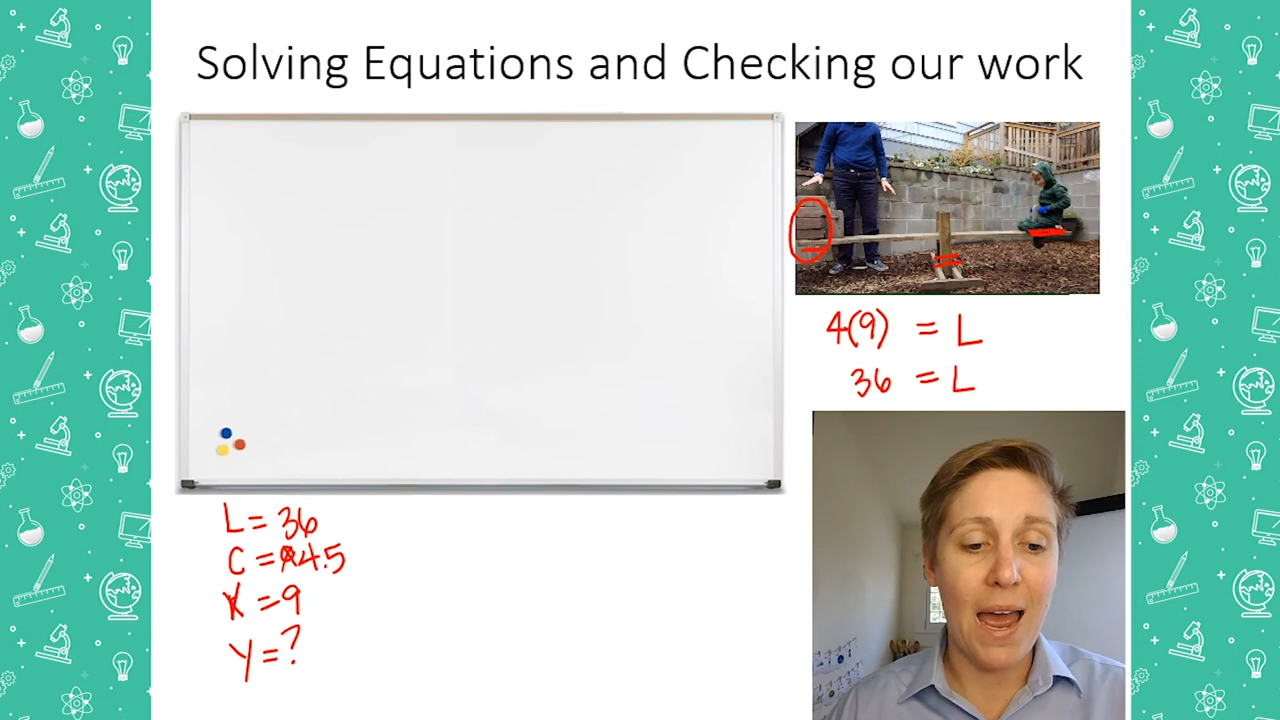 Solving Equations and Checking our work
4(9) = L
36 = L
L = 36
C = 4.5
X = 9
Y = ?